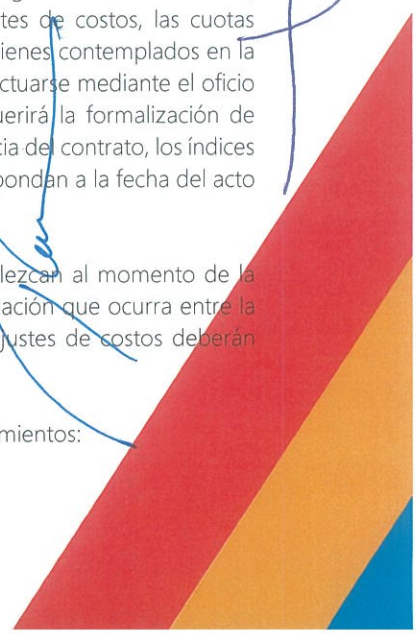 tes de costos, las cuotas
ienes contemplados en la
ctuarse mediante el oficio
uerirá la formalización de
cia del contrato, los índices
pondan a la fecha del acto
lezcan al momento de la
ación que ocurra entre la
justes de costos deberán
mientos: